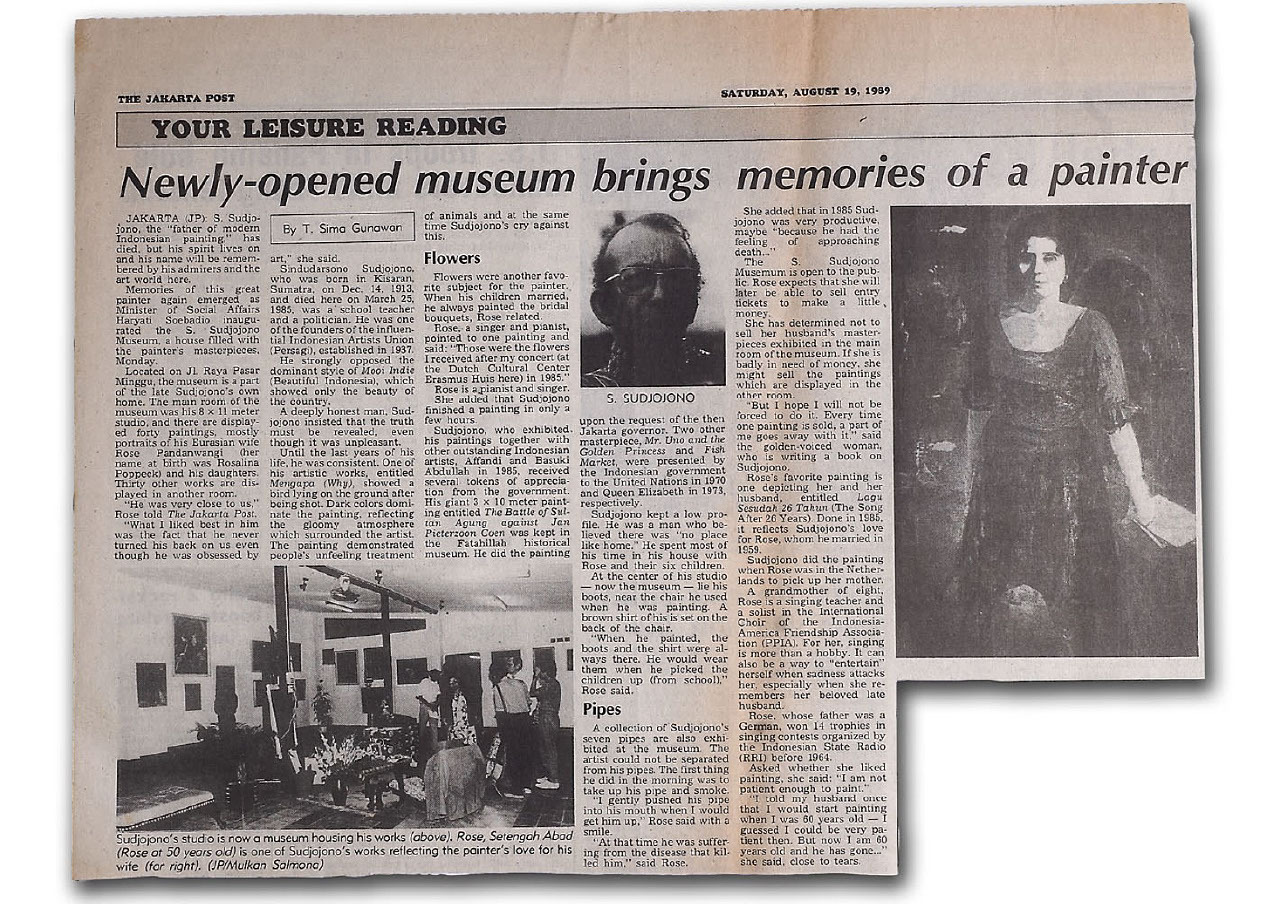 THE JAKARTA POST
SATURDAY, AUGUST 19, 1989
YOUR LEISURE READING
Newly-opened museum brings memories of a painter
JAKARTA (JP): S. Sudjo-
jono, the "father of modern
Indonesian painting," has
died, but his spirit lives on
and his name will be remem-
bered by his admirers and the
art world here.
Memories of this great
painter again emerged as
Minister of Social Affairs
Haryati Soebadio inaugu-
rated the S. Sudjojono
Museum, a house filled with
the painter's masterpieces,
Monday.
Located on Jl. Raya Pasar
Minggu, the museum is a part
of the late Sudjojono's own
home. The main room of the
museum was his 8 x 11 meter
studio, and there are display-
ed forty paintings, mostly
portraits of his Eurasian wife
Rose Pandanwangi (her
name at birth was Rosalina
Poppeck) and his daughters.
Thirty other works are dis-
played in another room.
"He was very close to us,"
Rose told The Jakarta Post.
"What I liked best in him
was the fact that he never
turned his back on us even
though he was obsessed by
By T. Sima Gunawan
art," she said.
Sindudarsono Sudjojono,
who was born in Kisaran,
Sumatra, on Dec. 14, 1913,
and died here on March 25,
1985, was a school teacher
and a politician. He was one
of the founders of the influen-
tial Indonesian Artists Union
(Persagi), established in 1937.
He strongly opposed the
dominant style of Mooi Indie
(Beautiful Indonesia), which
showed only the beauty of
the country.
A deeply honest man, Sud-
jojono insisted that the truth
must be revealed, even
though it was unpleasant.
Until the last years of his
life, he was consistent. One of
his artistic works, entitled
Mengapa (Why), showed a
bird lying on the ground after
being shot. Dark colors domi-
nate the painting, reflecting
the gloomy atmosphere
which surrounded the artist.
The painting demonstrated
people's unfeeling treatment
of animals and at the same
time Sudjojono's cry against
this.
Flowers
Flowers were another favo-
rite subject for the painter.
When his children married,
he always painted the bridal
bouquets, Rose related.
Rose, a singer and pianist,
pointed to one painting and
said: "Those were the flowers
I received after my concert (at
the Dutch Cultural Center
Erasmus Huis here) in 1985."
Rose is a pianist and singer.
She added that Sudjojono
finished a painting in only a
few hours.
Sudjojono, who exhibited
his paintings together with
other outstanding Indonesian
artists, Affandi and Basuki
Abdullah in 1985, received
several tokens of apprecia-
tion from the government.
His giant 3 x 10 meter paint-
ing entitled The Battle of Sul-
tan Agung against Jan
Pieterzoon Coen was kept in
the Fatahillah historical
museum. He did the painting
S. SUDJOJONO
upon the request of the then
Jakarta governor. Two other
masterpiece, Mr. Uno and the
Golden Princess and Fish
Market, were presented by
the Indonesian government
to the United Nations in 1970
and Queen Elizabeth in 1973,
respectively.
Sudjojono kept a low pro-
file. He was a man who be-
lieved there was "no place
like home." He spent most of
his time in his house with
Rose and their six children.
At the center of his studio
— now the museum — lie his
boots, near the chair he used
when he was painting. A
brown shirt of his is set on the
back of the chair.
"When he painted, the
boots and the shirt were al-
ways there. He would wear
them when he picked the
children up (from school),"
Rose said.
Pipes
A collection of Sudjojono's
seven pipes are also exhi-
bited at the museum. The
artist could not be separated
from his pipes. The first thing
he did in the morning was to
take up his pipe and smoke.
"I gently pushed his pipe
into his mouth when I would
get him up," Rose said with a
smile.
"At that time he was suffer-
ing from the disease that kil-
led him," said Rose.
She added that in 1985 Sud-
jojono was very productive,
maybe "because he had the
feeling of approaching
death..."
The S. Sudjojono
Musemum is open to the pub-
lic. Rose expects that she will
later be able to sell entry
tickets to make a little
money.
She has determined not to
sell her husband's master-
pieces exhibited in the main
room of the museum. If she is
badly in need of money, she
might sell the paintings
which are displayed in the
other room.
"But I hope I will not be
forced to do it. Every time
one painting is sold, a part of
me goes away with it," said
the golden-voiced woman,
who is writing a book on
Sudjojono.
Rose's favorite painting is
one depicting her and her
husband, entitled Lagu
Sesudah 26 Tahun (The Song
After 26 Years). Done in 1985,
it reflects Sudjojono's love
for Rose, whom he married in
1959.
Sudjojono did the painting
when Rose was in the Nether-
lands to pick up her mother.
A grandmother of eight,
Rose is a singing teacher and
a solist in the International
Choir of the Indonesia-
America Friendship Associa-
tion (PPIA). For her, singing
is more than a hobby. It can
also be a way to "entertain"
herself when sadness attacks
her, especially when she re-
members her beloved late
husband.
Rose, whose father was a
German, won 14 trophies in
singing contests organized by
the Indonesian State Radio
(RRI) before 1964.
Asked whether she liked
painting, she said: "I am not
patient enough to paint."
"I told my husband once
that I would start painting
when I was 60 years old — I
guessed I could be very pa-
tient then. But now I am 60
years old and he has gone..."
she said, close to tears.
Sudjojono's studio is now a museum housing his works (above). Rose, Setengah Abad
(Rose at 50 years old) is one of Sudjojono's works reflecting the painter's love for his
wife (far right). (JP/Mulkan Salmona)